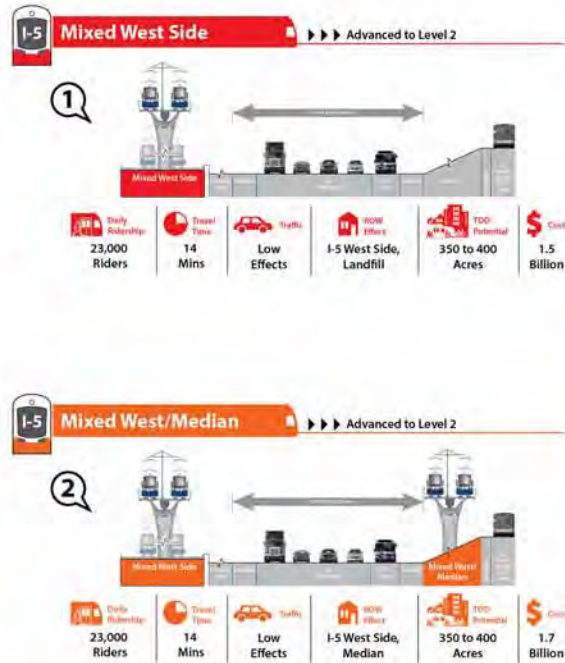 I-5
Mixed West Side
Advanced to Level 2
1
Mixed West Side
Daily Ridership
Travel Time
Traffic
ROW Effect
TOD Potential
Cost
23,000 Riders
14 Mins
Low Effects
I-5 West Side, Landfill
350 to 400 Acres
1.5 Billion
I-5
Mixed West/Median
Advanced to Level 2
2
Mixed West Side
Mixed West/ Median
Daily Ridership
Travel Time
Traffic
ROW Effect
TOD Potential
Cost
23,000 Riders
14 Mins
Low Effects
I-5 West Side, Median
350 to 400 Acres
1.7 Billion